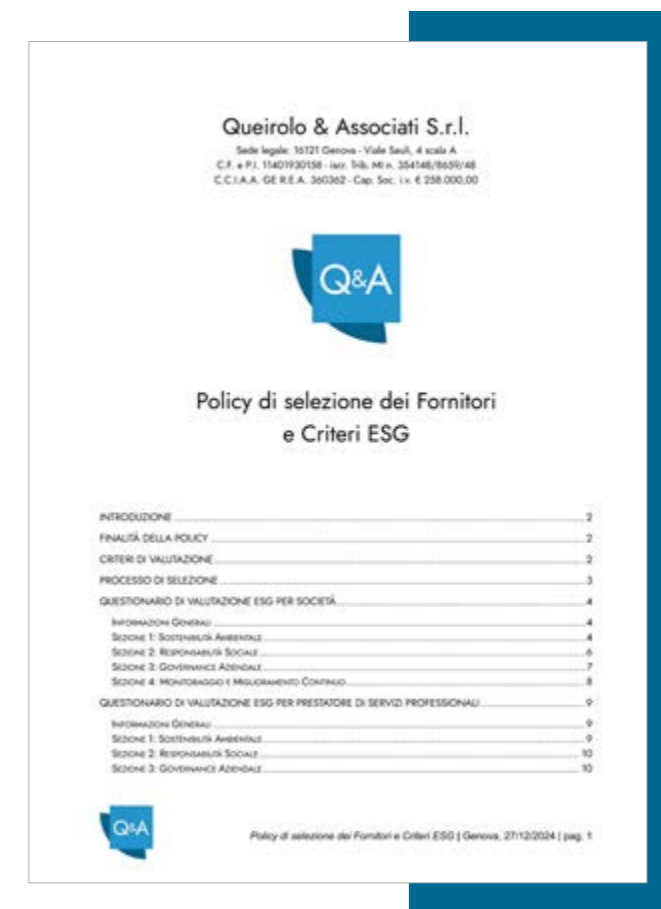 Queirolo & Associati S.r.l.
Sede legale: 16121 Genova - Viale Sauli, 4 scala A
C.F. e P.I. 11401930158 - iscr. Trib. MI n. 354148/8659/48
C.C.I.A.A. GE R.E.A. 360362 - Cap. Soc. i.v. € 258.000,00
Q&A
Policy di selezione dei Fornitori
e Criteri ESG
INTRODUZIONE 2
FINALITÀ DELLA POLICY 2
CRITERI DI VALUTAZIONE 2
PROCESSO DI SELEZIONE 3
QUESTIONARIO DI VALUTAZIONE ESG PER SOCIETÀ 4
INFORMAZIONI GENERALI 4
SEZIONE 1: SOSTENIBILITÀ AMBIENTALE 4
SEZIONE 2: RESPONSABILITÀ SOCIALE 6
SEZIONE 3: GOVERNANCE AZIENDALE 7
SEZIONE 4: MONITORAGGIO E MIGLIORAMENTO CONTINUO 8
QUESTIONARIO DI VALUTAZIONE ESG PER PRESTATORE DI SERVIZI PROFESSIONALI 9
INFORMAZIONI GENERALI 9
SEZIONE 1: SOSTENIBILITÀ AMBIENTALE 9
SEZIONE 2: RESPONSABILITÀ SOCIALE 10
SEZIONE 3: GOVERNANCE AZIENDALE 10
Q&A
Policy di selezione dei Fornitori e Criteri ESG | Genova, 27/12/2024 | pag. 1